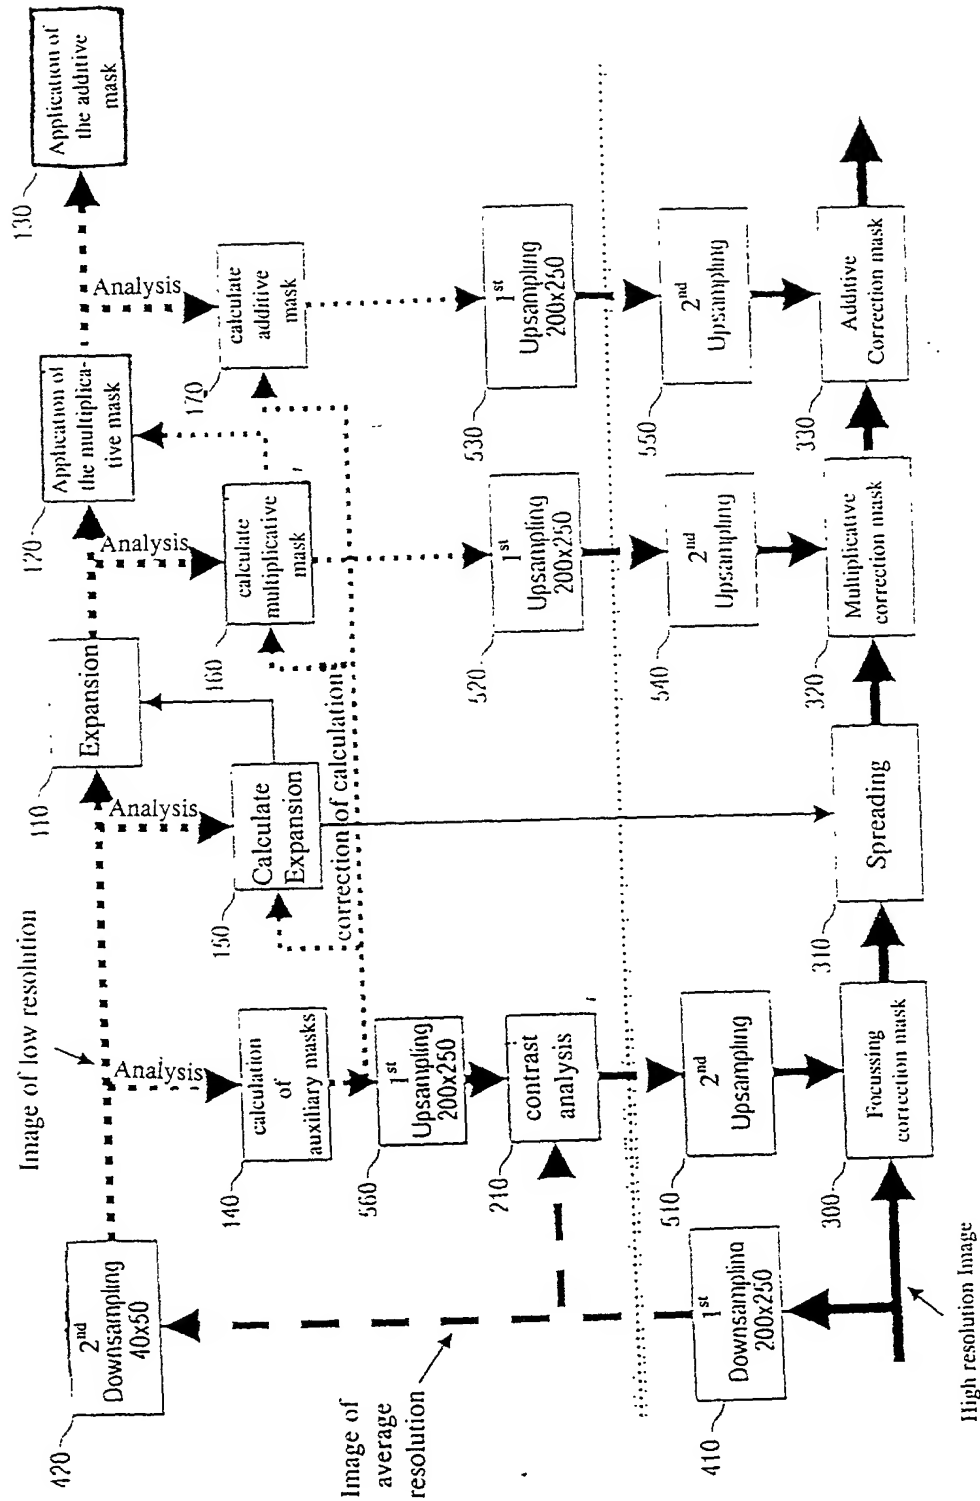 420
2nd
Downsampling
40x50
Image of low resolution
110
Expansion
120
Application of
the multiplica-
tive mask
130
Application of
the additive
mask
Analysis
Analysis
Analysis
Analysis
140
calculation
of
auxiliary masks
150
Calculate
Expansion
160
calculate
multiplicative
mask
170
calculate
additive
mask
correction of calculation
560
1st
Upsampling
200x250
210
contrast
analysis
520
1st
Upsampling
200x250
530
1st
Upsampling
200x250
Image of
average
resolution
410
1st
Downsampling
200x250
510
2nd
Upsampling
540
2nd
Upsampling
550
2nd
Upsampling
300
Focussing
correction mask
310
Spreading
320
Multiplicative
correction mask
330
Additive
Correction mask
High resolution Image